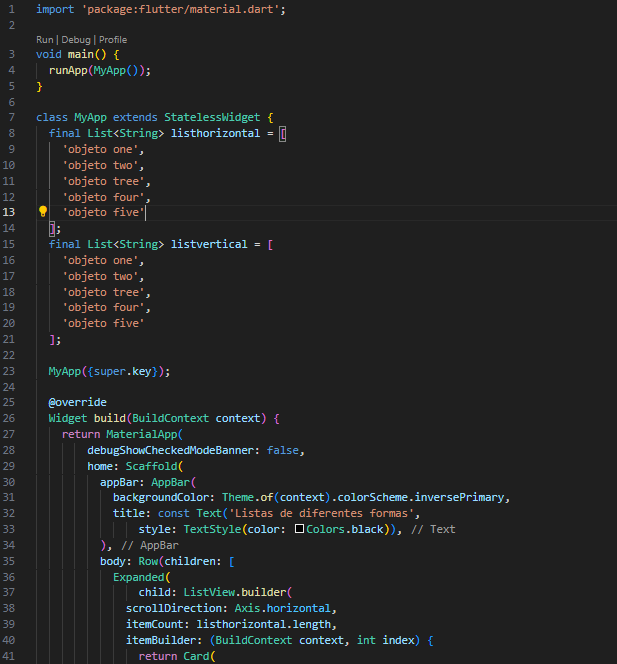 1 import 'package:flutter/material.dart';
2
Run | Debug | Profile
3 void main() {
4   runApp(MyApp());
5 }
6
7 class MyApp extends StatelessWidget {
8   final List<String> listhorizontal = [
9     'objeto one',
10     'objeto two',
11     'objeto tree',
12     'objeto four',
13     'objeto five'
14   ];
15   final List<String> listvertical = [
16     'objeto one',
17     'objeto two',
18     'objeto tree',
19     'objeto four',
20     'objeto five'
21   ];
22
23   MyApp({super.key});
24
25   @override
26   Widget build(BuildContext context) {
27     return MaterialApp(
28         debugShowCheckedModeBanner: false,
29         home: Scaffold(
30           appBar: AppBar(
31             backgroundColor: Theme.of(context).colorScheme.inversePrimary,
32             title: const Text('Listas de diferentes formas',
33                 style: TextStyle(color: Colors.black)), // Text
34           ), // AppBar
35           body: Row(children: [
36             Expanded(
37                 child: ListView.builder(
38               scrollDirection: Axis.horizontal,
39               itemCount: listhorizontal.length,
40               itemBuilder: (BuildContext context, int index) {
41                 return Card(